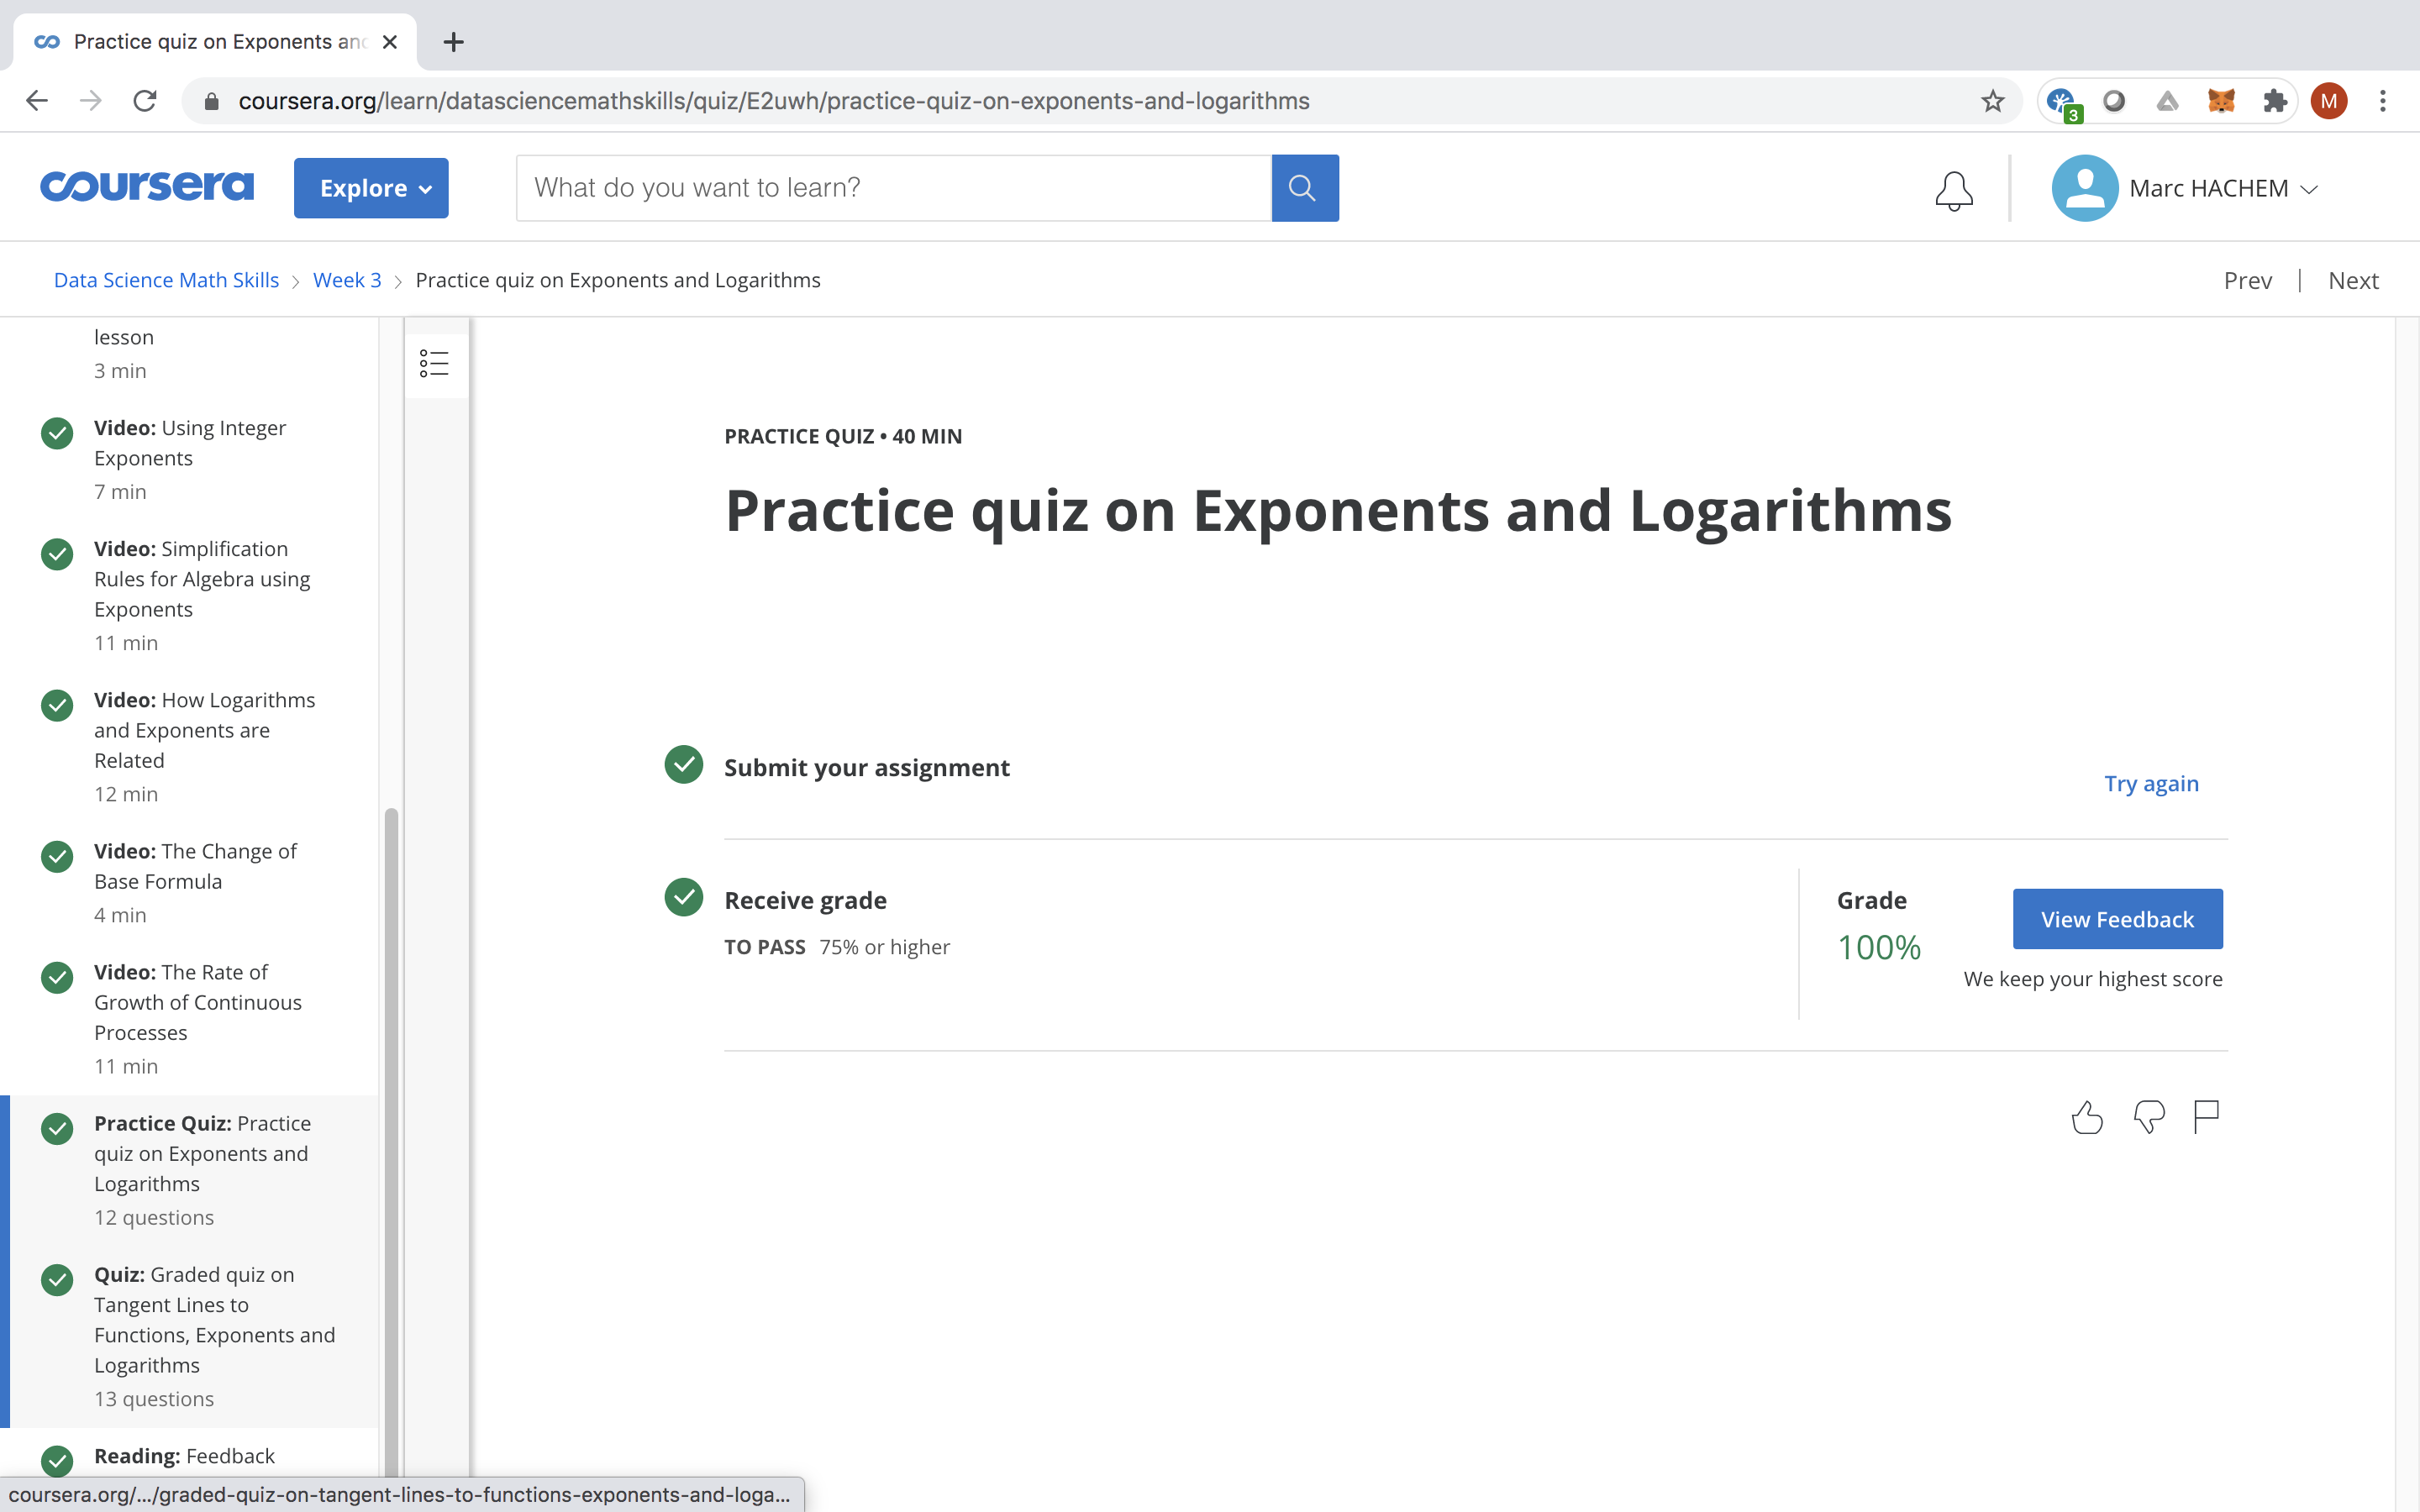 Practice quiz on Exponents and
coursera.org/learn/datasciencemathskills/quiz/E2uwh/practice-quiz-on-exponents-and-logarithms
3
M
coursera
Explore
What do you want to learn?
Marc HACHEM
Data Science Math Skills > Week 3 > Practice quiz on Exponents and Logarithms
Prev | Next
lesson
3 min
Video: Using Integer
Exponents
7 min
Video: Simplification
Rules for Algebra using
Exponents
11 min
Video: How Logarithms
and Exponents are
Related
12 min
Video: The Change of
Base Formula
4 min
Video: The Rate of
Growth of Continuous
Processes
11 min
Practice Quiz: Practice
quiz on Exponents and
Logarithms
12 questions
Quiz: Graded quiz on
Tangent Lines to
Functions, Exponents and
Logarithms
13 questions
Reading: Feedback
PRACTICE QUIZ • 40 MIN
Practice quiz on Exponents and Logarithms
Submit your assignment
Try again
Receive grade
TO PASS 75% or higher
Grade
100%
View Feedback
We keep your highest score
coursera.org/.../graded-quiz-on-tangent-lines-to-functions-exponents-and-loga...